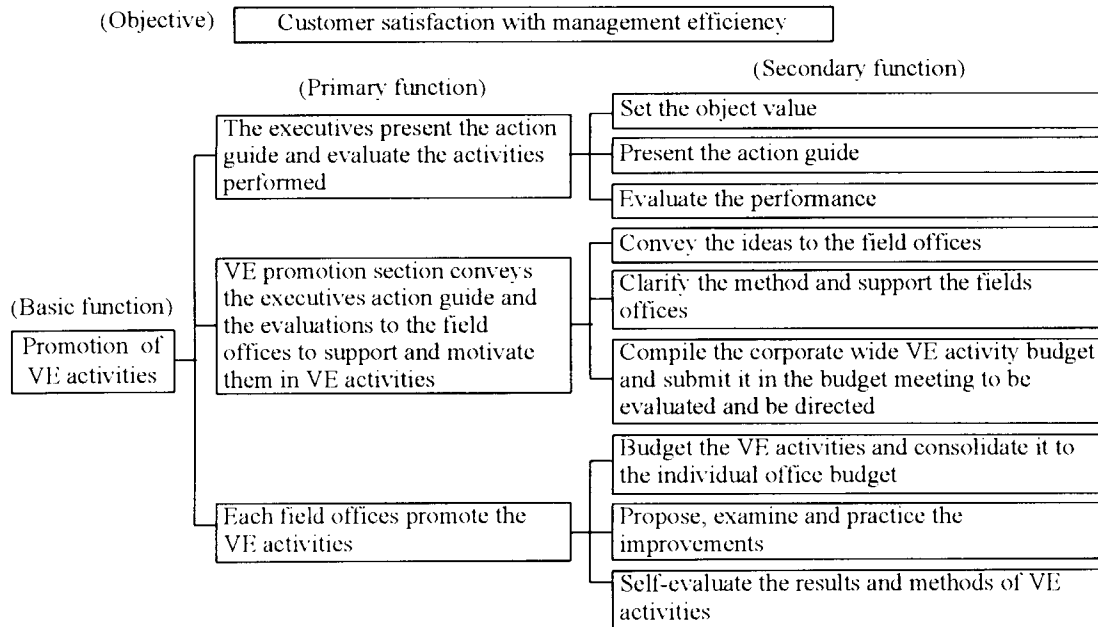 (Objective) Customer satisfaction with management efficiency
(Secondary function)
(Primary function)
Set the object value
The executives present the action
guide and evaluate the activities
performed
Present the action guide
Evaluate the performance
Convey the ideas to the field offices
VE promotion section conveys
the executives action guide and
the evaluations to the field
offices to support and motivate
them in VE activities
Clarify the method and support the fields
offices
(Basic function)
Promotion of
VE activities
Compile the corporate wide VE activity budget
and submit it in the budget meeting to be
evaluated and be directed
Budget the VE activities and consolidate it to
the individual office budget
Each field offices promote the
VE activities
Propose, examine and practice the
improvements
Self-evaluate the results and methods of VE
activities